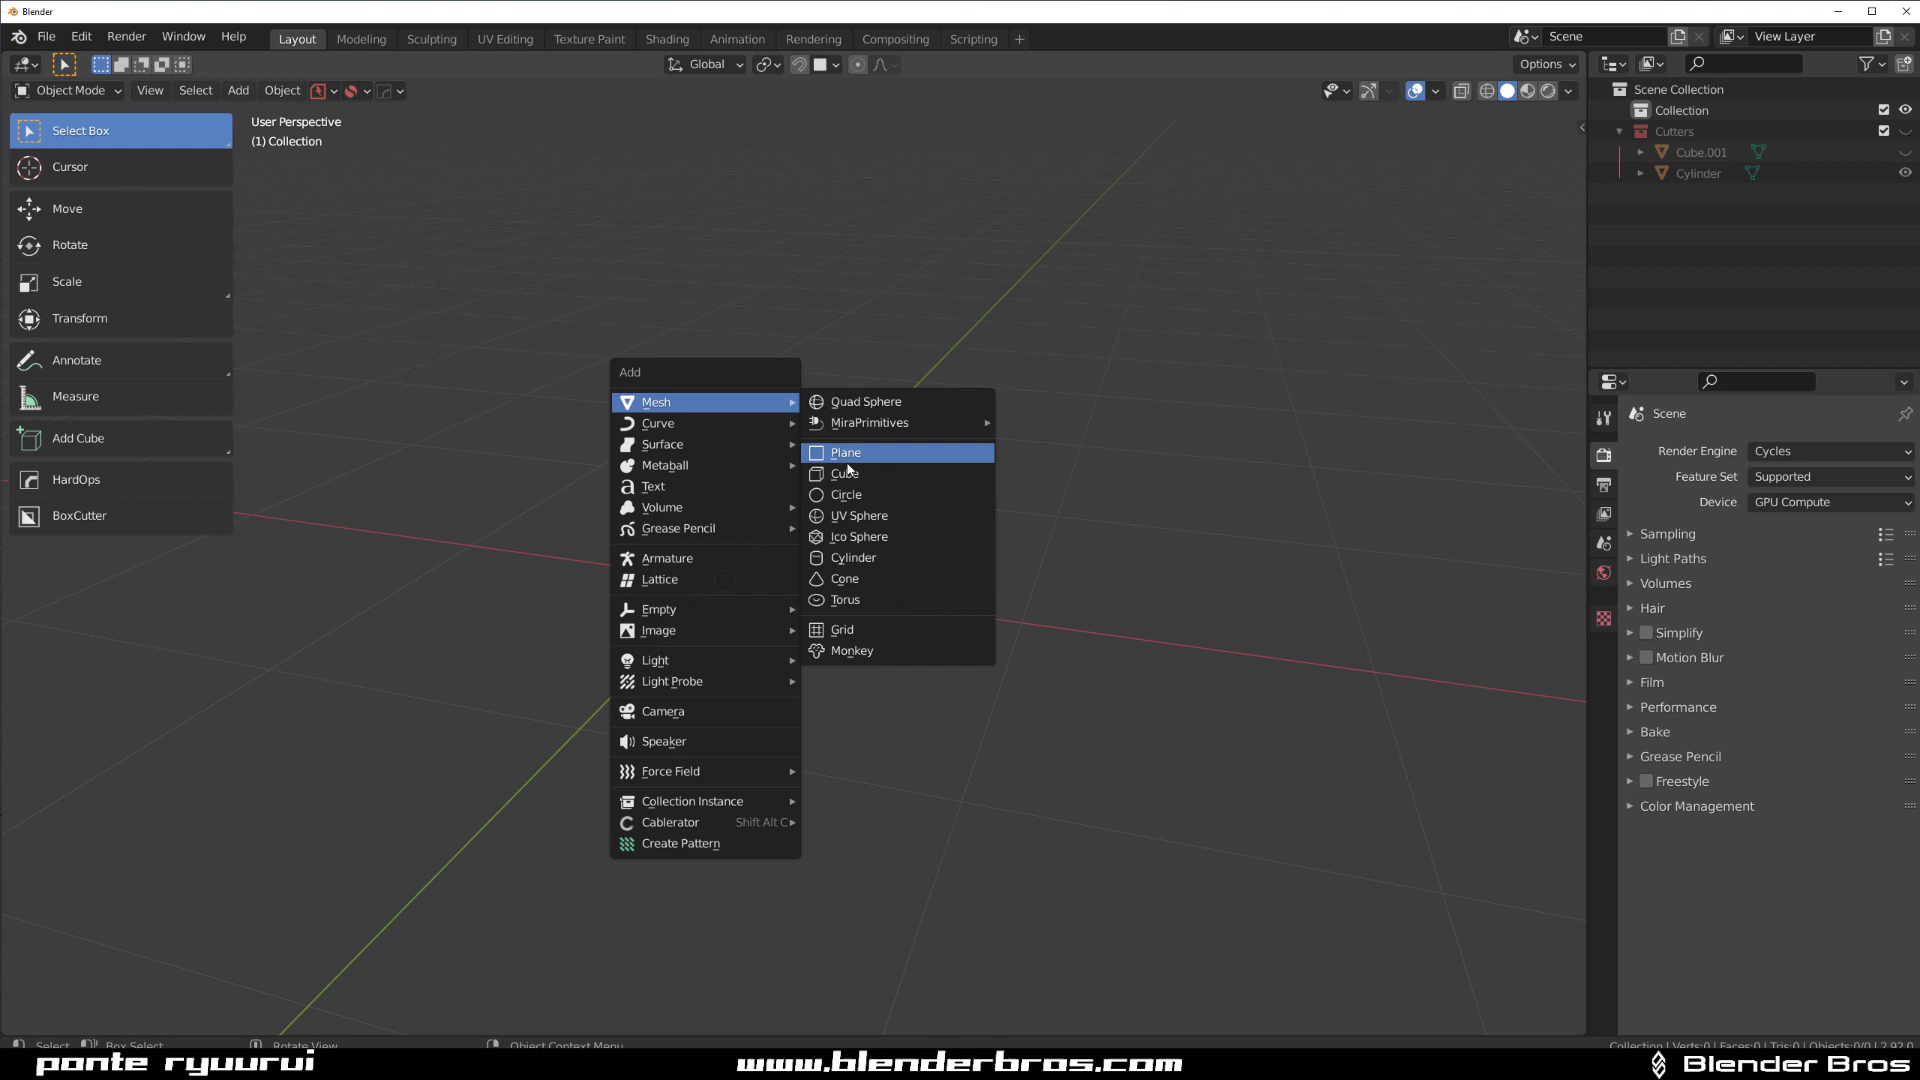 Blender
File Edit Render Window Help Layout Modeling Sculpting UV Editing Texture Paint Shading Animation Rendering Compositing Scripting + Scene View Layer
Global Options
Object Mode View Select Add Object
Select Box
Cursor
Move
Rotate
Scale
Transform
Annotate
Measure
Add Cube
HardOps
BoxCutter
User Perspective
(1) Collection
Add
Mesh
Curve
Surface
Metaball
Text
Volume
Grease Pencil
Armature
Lattice
Empty
Image
Light
Light Probe
Camera
Speaker
Force Field
Collection Instance
Cablerator Shift Alt C
Create Pattern
Quad Sphere
MiraPrimitives
Plane
Cube
Circle
UV Sphere
Ico Sphere
Cylinder
Cone
Torus
Grid
Monkey
Scene Collection
Collection
Cutters
Cube.001
Cylinder
Scene
Render Engine Cycles
Feature Set Supported
Device GPU Compute
Sampling
Light Paths
Volumes
Hair
Simplify
Motion Blur
Film
Performance
Bake
Grease Pencil
Freestyle
Color Management
Select Box Select Rotate View Object Context Menu Collection | Verts:0 | Faces:0 | Tris:0 | Objects:0/0 | 2.92.0
ponte ryuurui www.blenderbros.com Blender Bros